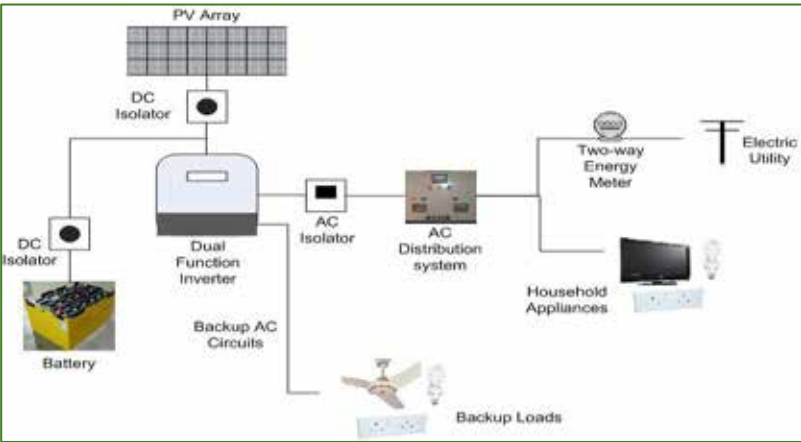 PV Array
DC
Isolator
Two-way
Energy
Meter
Electric
Utility
DC
Isolator
Dual
Function
Inverter
AC
Isolator
AC
Distribution
system
Household
Appliances
Battery
Backup AC
Circuits
Backup Loads